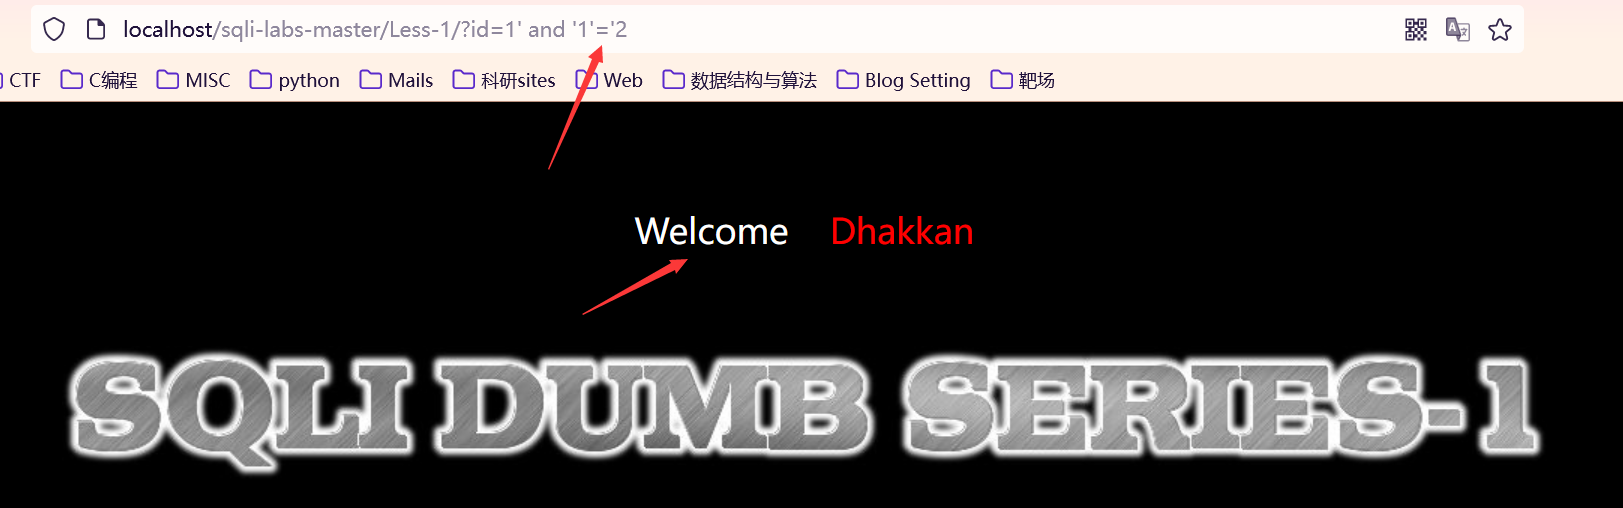 localhost/sqli-labs-master/Less-1/?id=1' and '1'='2
CTF C编程 MISC python Mails 科研sites Web 数据结构与算法 Blog Setting 靶场
Welcome Dhakkan
SQLI DUMB SERIES-1